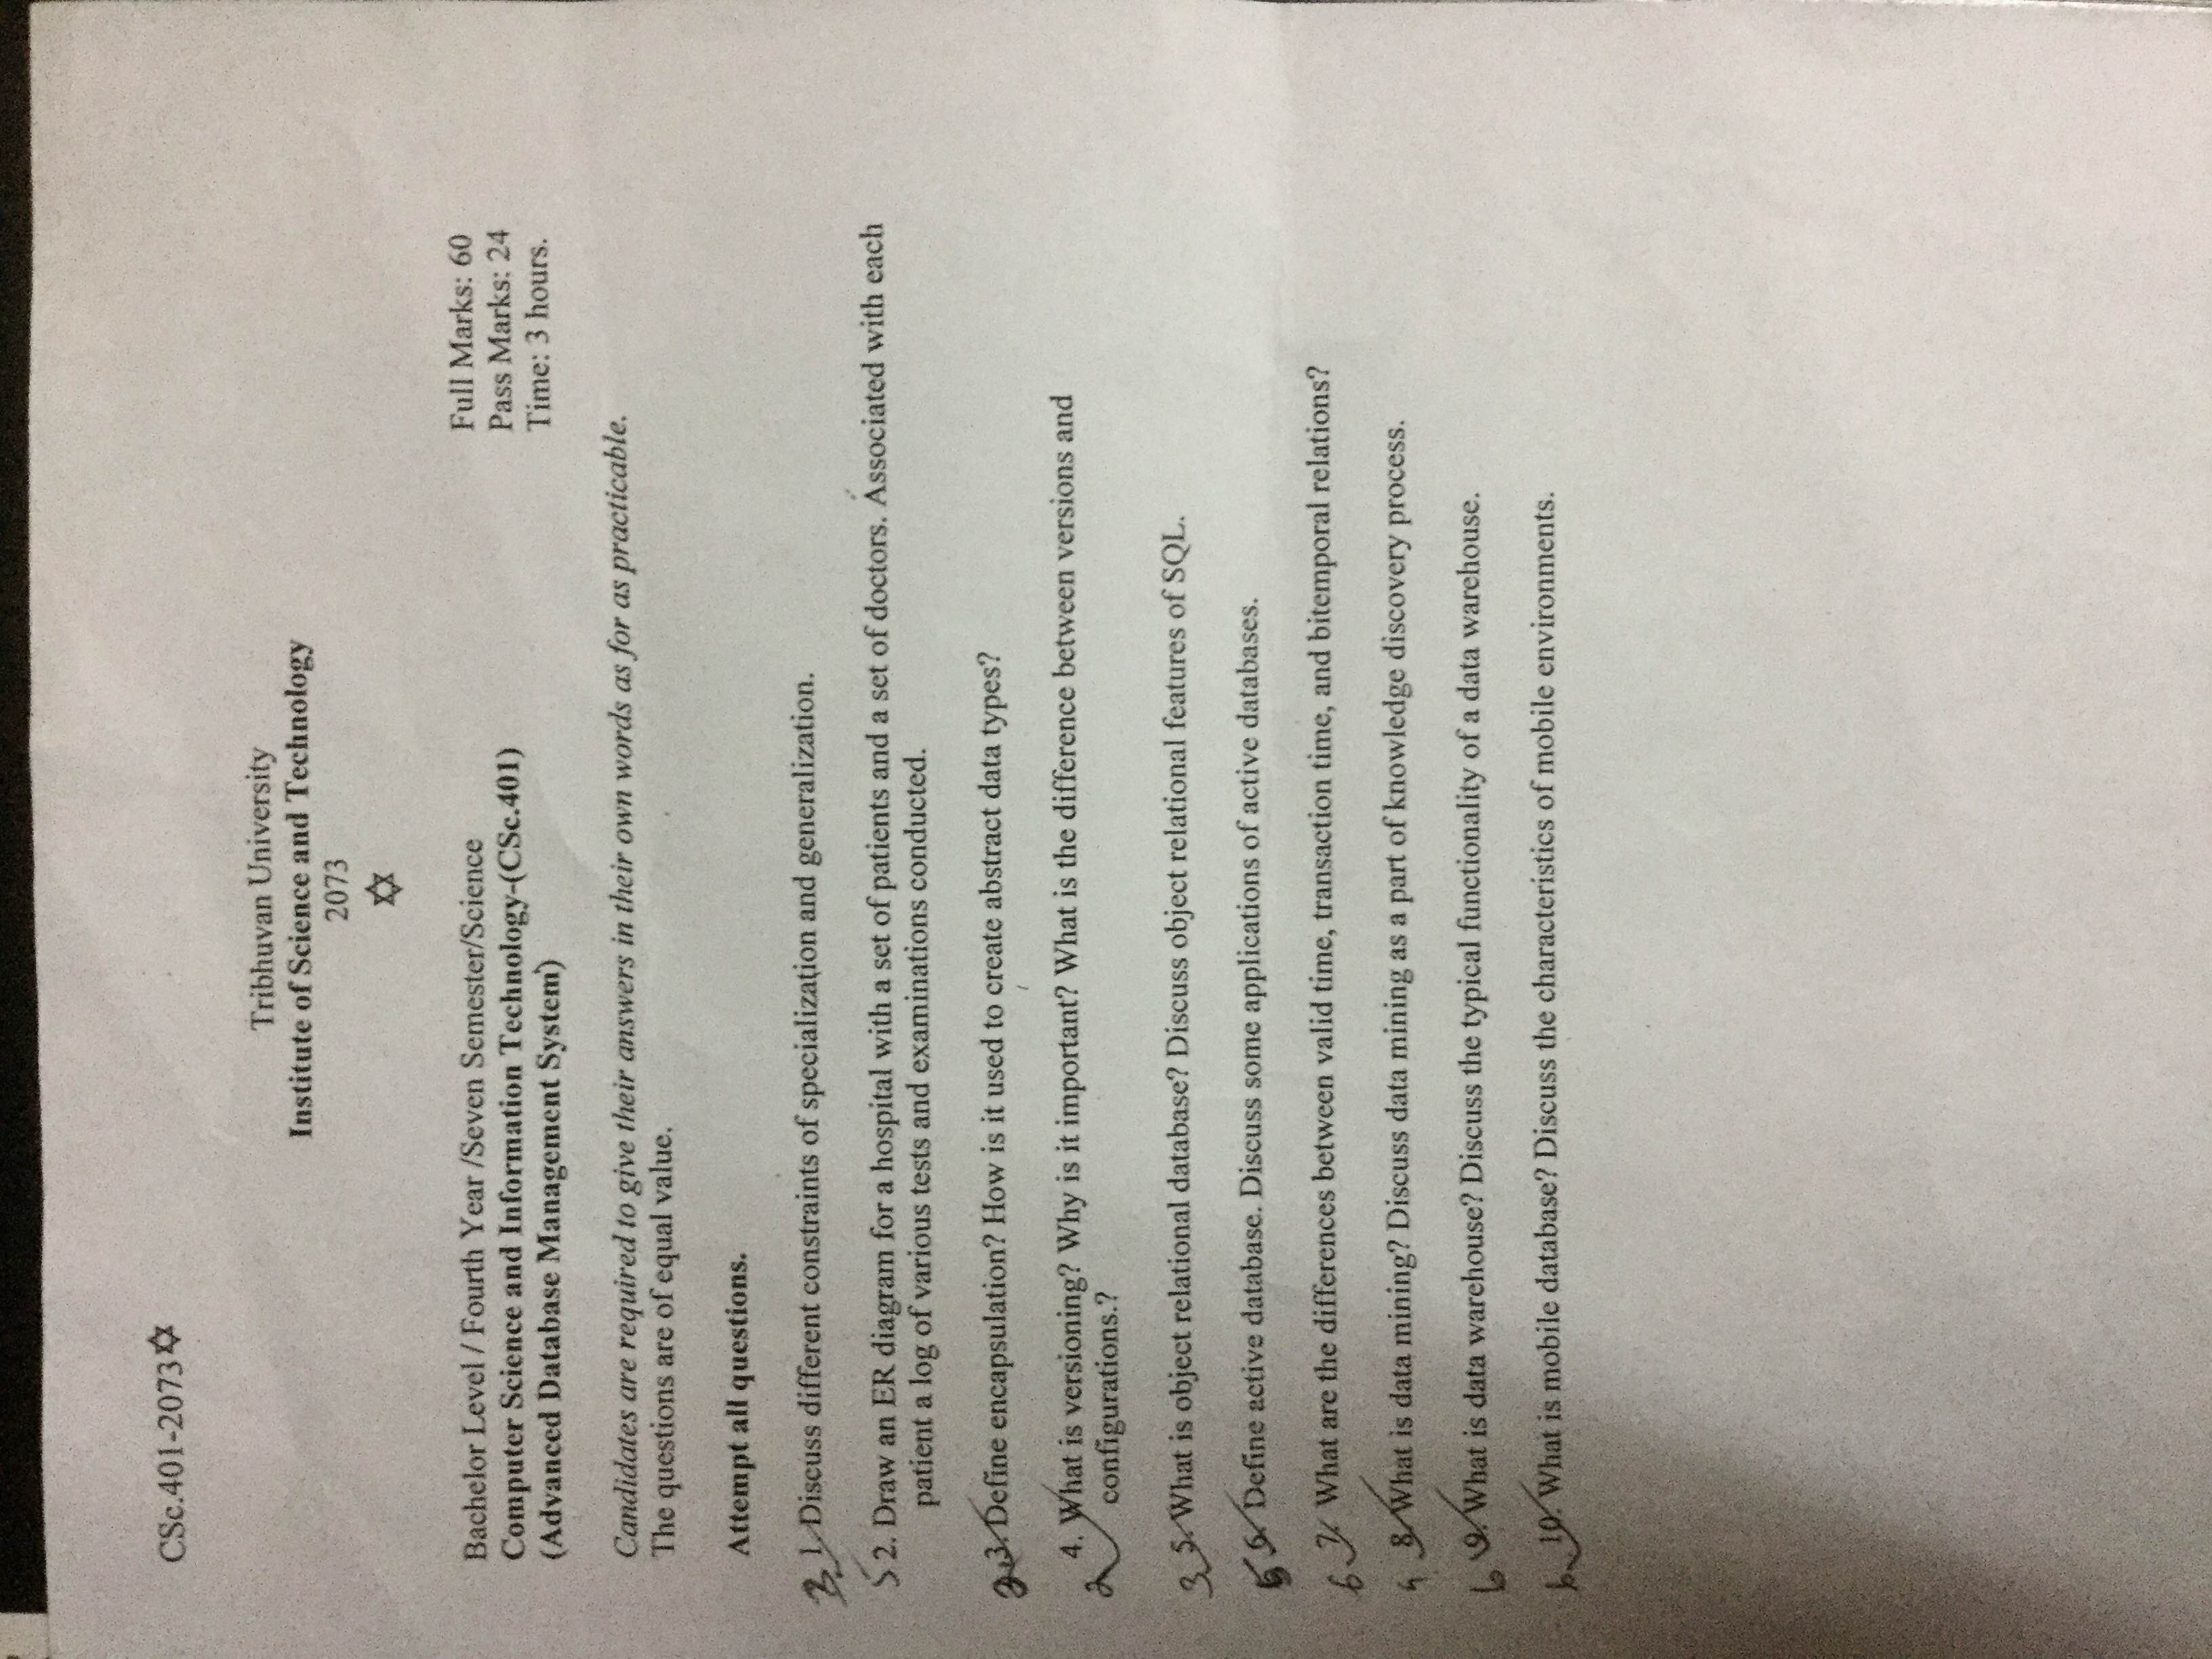 CSc.401-2073✡
Tribhuvan University
Institute of Science and Technology
2073
✡
Bachelor Level / Fourth Year /Seven Semester/Science
Full Marks: 60
Computer Science and Information Technology-(CSc.401)
Pass Marks: 24
(Advanced Database Management System)
Time: 3 hours.
Candidates are required to give their answers in their own words as for as practicable.
The questions are of equal value.
Attempt all questions.
1. Discuss different constraints of specialization and generalization.
5 2. Draw an ER diagram for a hospital with a set of patients and a set of doctors. Associated with each
patient a log of various tests and examinations conducted.
3. Define encapsulation? How is it used to create abstract data types?
4. What is versioning? Why is it important? What is the difference between versions and
2 configurations.?
3 5. What is object relational database? Discuss object relational features of SQL.
6. Define active database. Discuss some applications of active databases.
6 7. What are the differences between valid time, transaction time, and bitemporal relations?
8. What is data mining? Discuss data mining as a part of knowledge discovery process.
6 9. What is data warehouse? Discuss the typical functionality of a data warehouse.
10. What is mobile database? Discuss the characteristics of mobile environments.